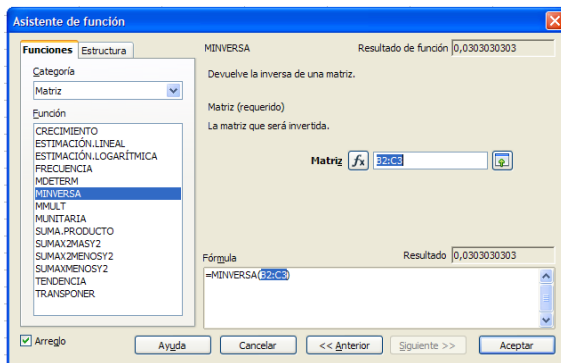 Asistente de función
Funciones Estructura
MINVERSA Resultado de función 0,0303030303
Categoría
Devuelve la inversa de una matriz.
Matriz
Matriz (requerido)
Función
La matriz que será invertida.
CRECIMIENTO
ESTIMACIÓN.LINEAL
ESTIMACIÓN.LOGARÍTMICA
FRECUENCIA
MDETERM
MINVERSA
MMULT
MUNITARIA
SUMA.PRODUCTO
SUMAX2MASY2
SUMAX2MENOSY2
SUMAXMENOSY2
TENDENCIA
TRANSPONER
Matriz fx B2:C3
Fórmula Resultado 0,0303030303
=MINVERSA(B2:C3)
Arreglo Ayuda Cancelar << Anterior Siguiente >> Aceptar